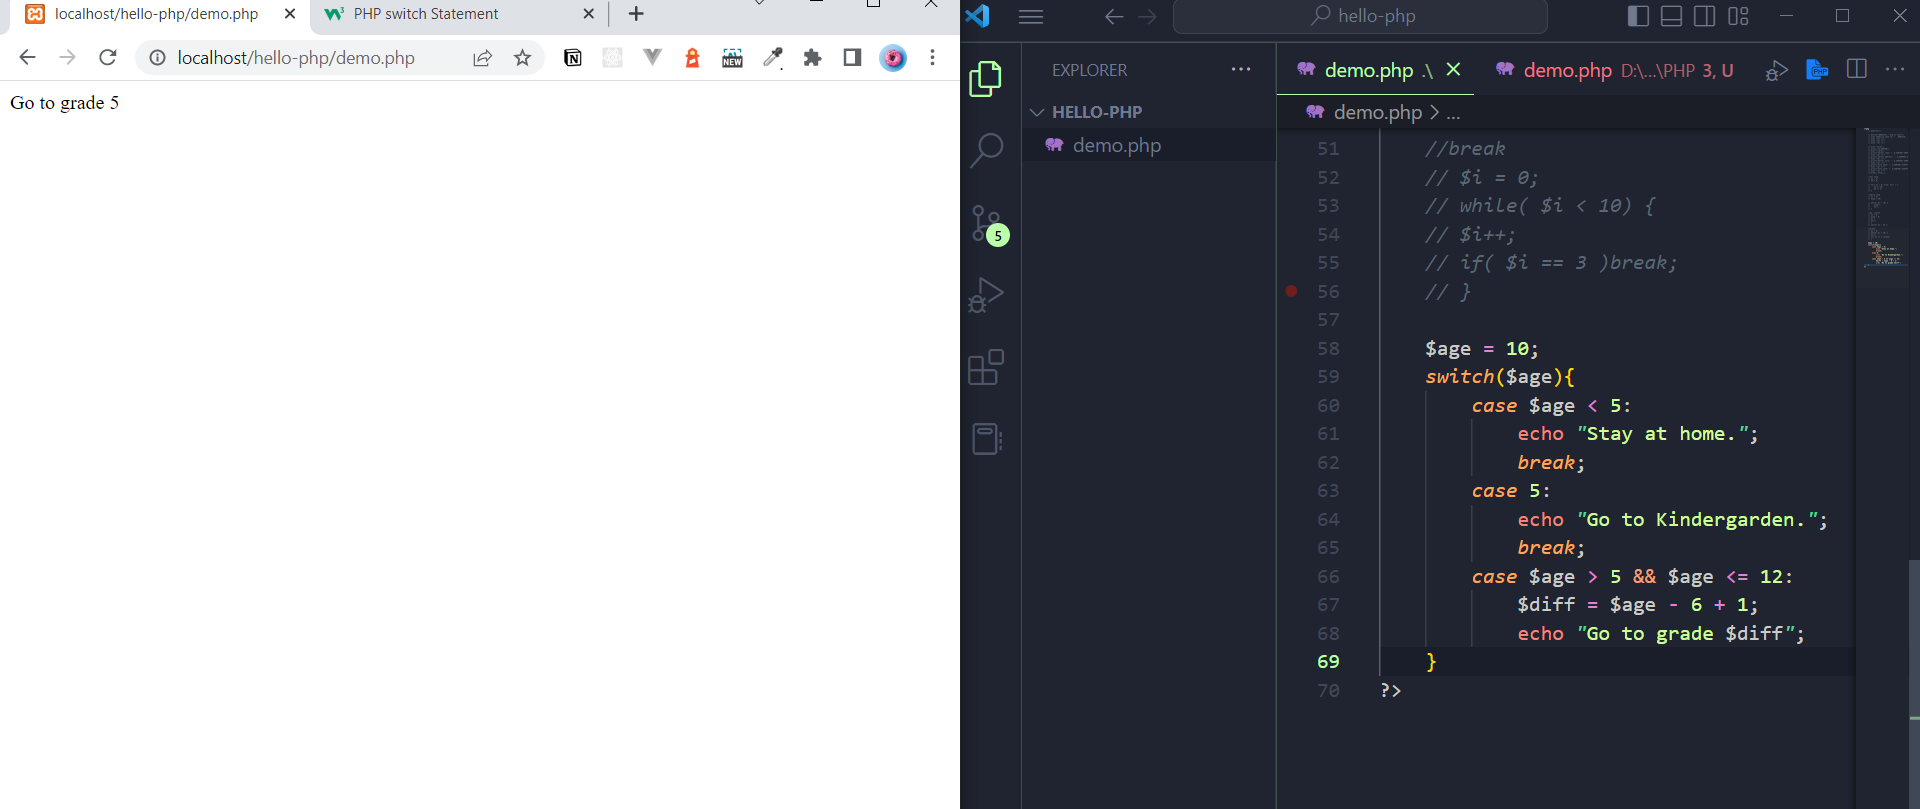 localhost/hello-php/demo.php
PHP switch Statement
localhost/hello-php/demo.php
NEW
Go to grade 5
hello-php
EXPLORER
HELLO-PHP
demo.php
5
demo.php .\
demo.php D:\...\PHP 3, U
PHP
demo.php > ...
51 //break
52 // $i = 0;
53 // while( $i < 10) {
54 // $i++;
55 // if( $i == 3 )break;
56 // }
57
58 $age = 10;
59 switch($age){
60 case $age < 5:
61 echo "Stay at home.";
62 break;
63 case 5:
64 echo "Go to Kindergarden.";
65 break;
66 case $age > 5 && $age <= 12:
67 $diff = $age - 6 + 1;
68 echo "Go to grade $diff";
69 }
70 ?>